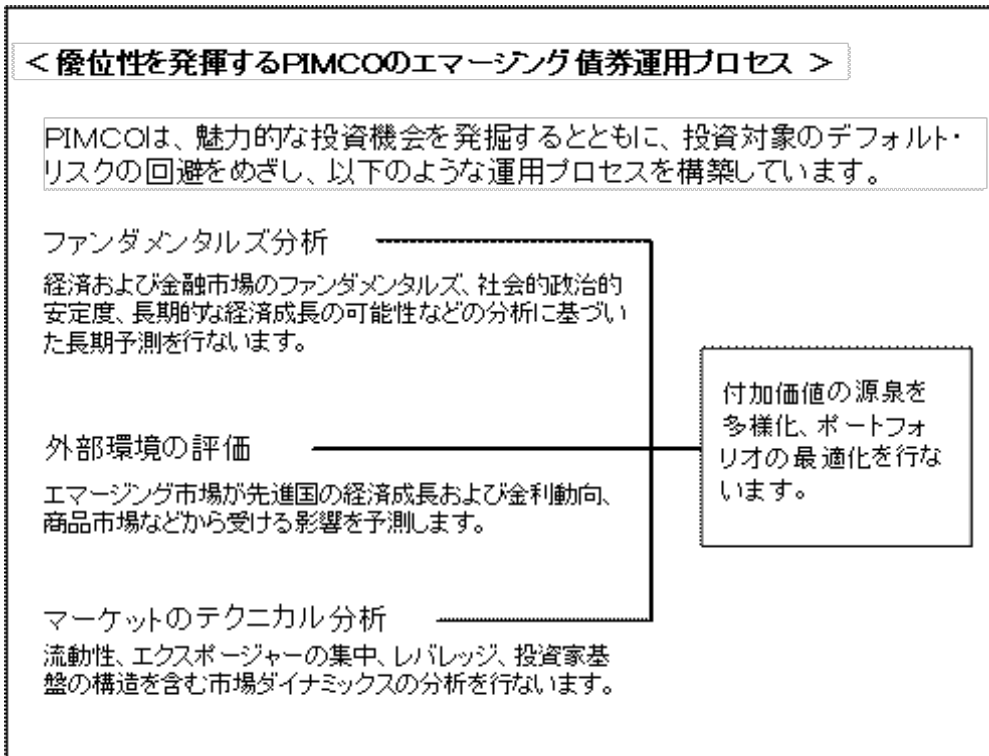 ＜優位性を発揮するPIMCOのエマージング債券運用プロセス ＞
PIMCOは、魅力的な投資機会を発掘するとともに、投資対象のデフォルト・
リスクの回避をめざし、以下のような運用プロセスを構築しています。
ファンダメンタルズ分析
経済および金融市場のファンダメンタルズ、社会的政治的
安定度、長期的な経済成長の可能性などの分析に基づい
た長期予測を行ないます。
外部環境の評価
エマージング市場が先進国の経済成長および金利動向、
商品市場などから受ける影響を予測します。
マーケットのテクニカル分析
流動性、エクスポージャーの集中、レバレッジ、投資家基
盤の構造を含む市場ダイナミックスの分析を行ないます。
付加価値の源泉を
多様化、ポートフォ
リオの最適化を行な
います。